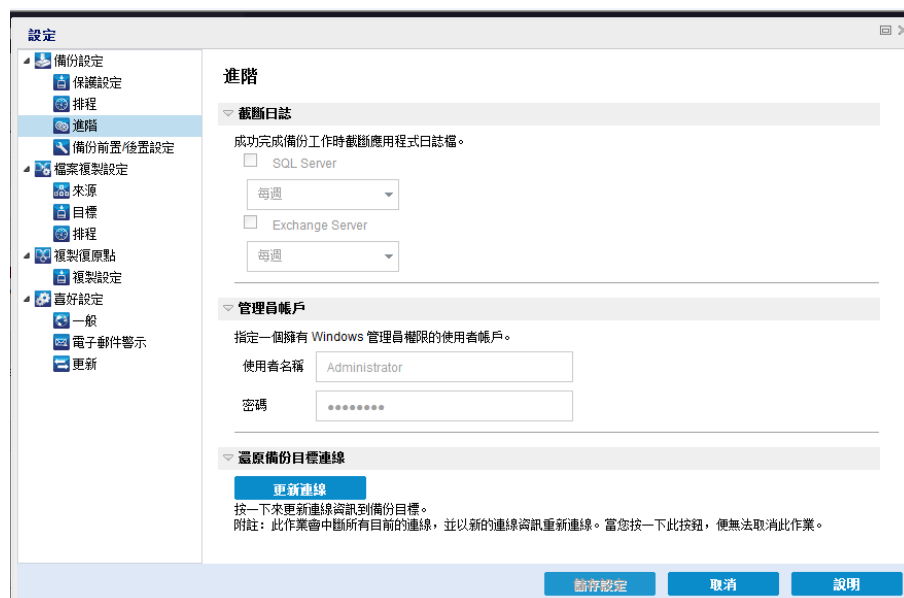 設定
備份設定
保護設定
排程
進階
備份前置/後置設定
檔案複製設定
來源
目標
排程
複製復原點
複製設定
喜好設定
一般
電子郵件警示
更新
進階
截斷日誌
成功完成備份工作時截斷應用程式日誌檔。
SQL Server
每週
Exchange Server
每週
管理員帳戶
指定一個擁有 Windows 管理員權限的使用者帳戶。
使用者名稱 Administrator
密碼 ●●●●●●●●
還原備份目標連線
更新連線
按一下來更新連線資訊到備份目標。
附註：此作業會中斷所有目前的連線，並以新的連線資訊重新連線。當您按一下此按鈕，便無法取消此作業。
儲存設定 取消 說明